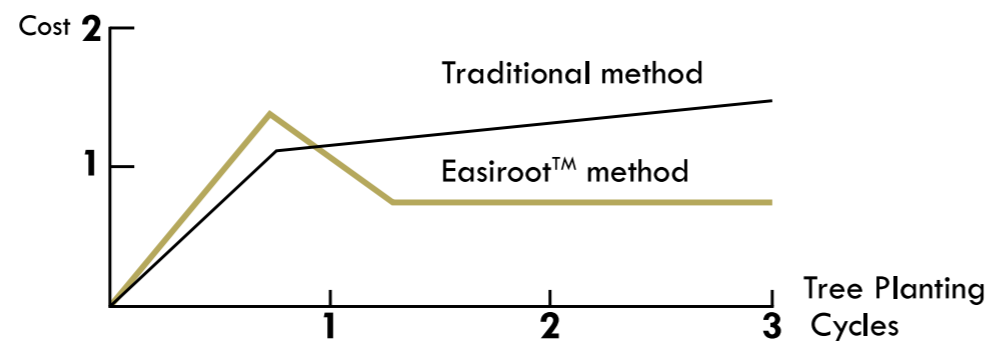 Cost 2
Traditional method
1
Easiroot™ method
Tree Planting
1 2 3 Cycles